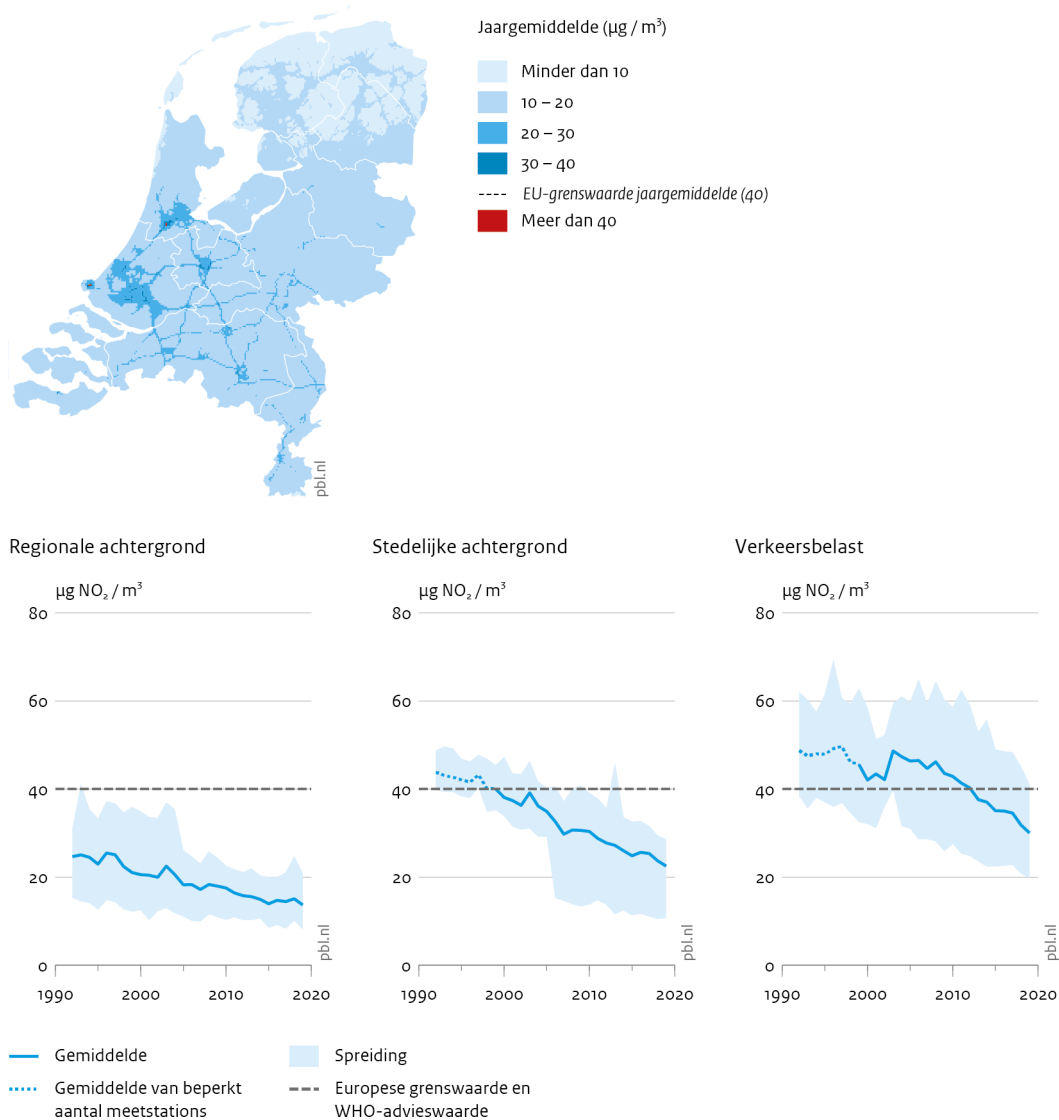 Jaargemiddelde (µg / m³)
Minder dan 10
10 – 20
20 – 30
30 – 40
EU-grenswaarde jaargemiddelde (40)
Meer dan 40
pbl.nl
Regionale achtergrond
µg NO₂ / m³
80
60
40
20
0
1990 2000 2010 2020
pbl.nl
Stedelijke achtergrond
µg NO₂ / m³
80
60
40
20
0
1990 2000 2010 2020
Verkeersbelast
µg NO₂ / m³
80
60
40
20
0
1990 2000 2010 2020
pbl.nl
Gemiddelde
Gemiddelde van beperkt
aantal meetstations
Spreiding
Europese grenswaarde en
WHO-advieswaarde